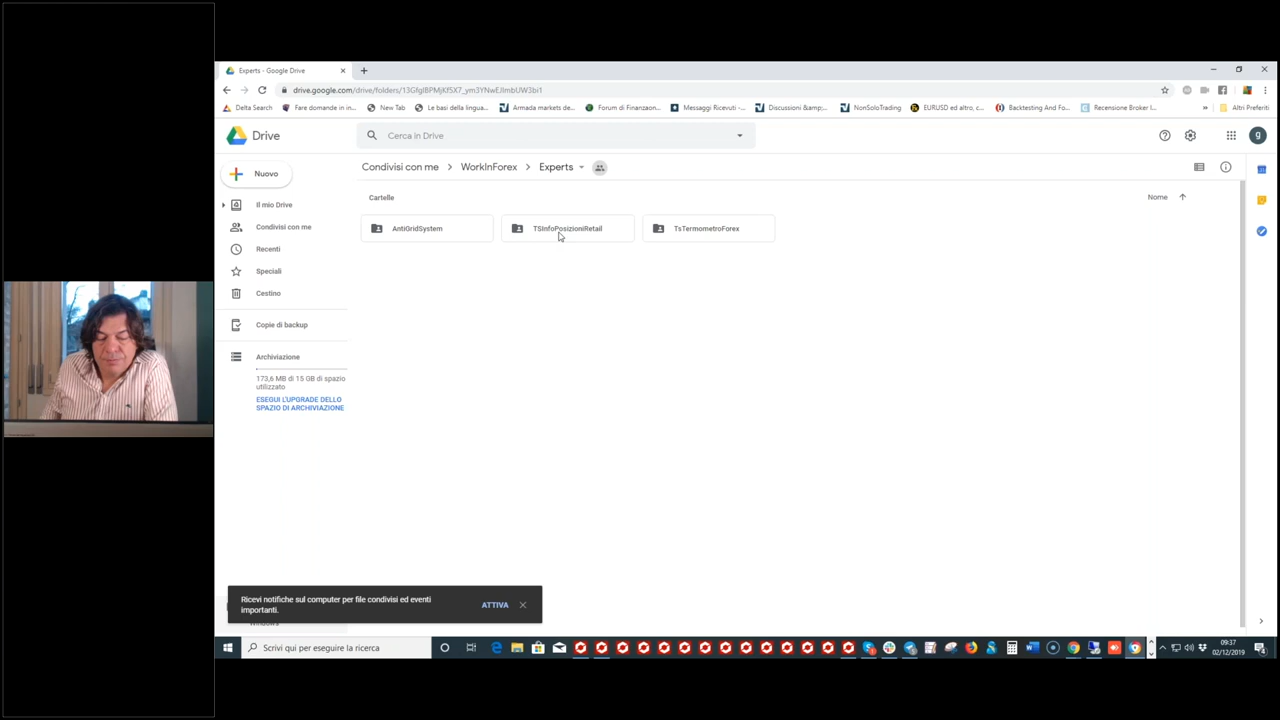 Experts - Google Drive
drive.google.com/drive/folders/
Delta Search
Fare domande in in...
New Tab
Le basi della lingua...
Armada markets de...
Forum di Finanzaon...
Messaggi Ricevuti -...
Discussioni &amp;...
NonSoloTrading
EURUSD ed altro, c...
Backtesting And Fo...
Recensione Broker I...
»
Altri Preferiti
Drive
Cerca in Drive
g
Nuovo
Condivisi con me > WorkInForex > Experts
Il mio Drive
Condivisi con me
Recenti
Speciali
Cestino
Copie di backup
Archiviazione
173,6 MB di 15 GB di spazio
utilizzato
ESEGUI L'UPGRADE DELLO
SPAZIO DI ARCHIVIAZIONE
Cartelle
Nome
AntiGridSystem
TSInfoPosizioniRetail
TsTermometroForex
Ricevi notifiche sul computer per file condivisi ed eventi
importanti.
ATTIVA
Windows
Scrivi qui per eseguire la ricerca
09:37
02/12/2019